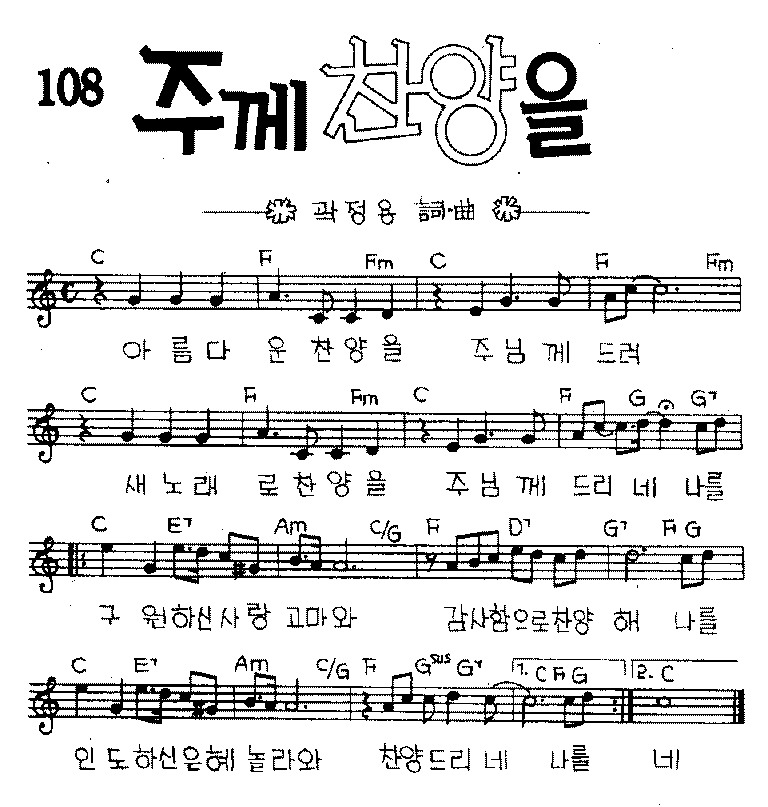 108 주께 찬양을
곽정용 詞·曲
C F Fm C F Fm
아 름 다 운 찬 양 을 주 님 께 드 려
C F Fm C F G G7
새 노 래 로 찬 양 을 주 님 께 드 리 네 나를
C E7 Am C/G F D7 G7 F G
구 원하신사랑 고마와 감사함으로찬양 해 나를
C E7 Am C/G F Gsus G7 1. C F G 2. C
인 도하신은혜 놀라와 찬양드리 네 나를 네